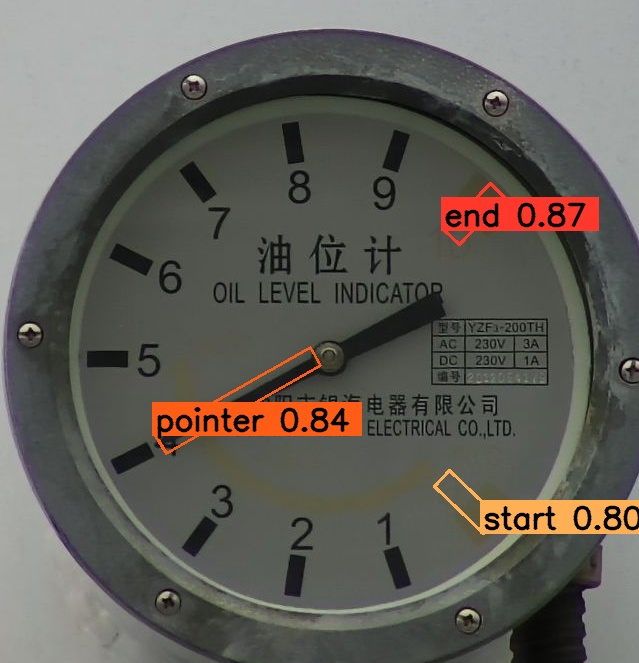 8
9
7
end 0.87
6
油位计
OIL LEVEL INDICATOR
型号 YZF3-200TH
AC 230V 3A
DC 230V 1A
编号
5
电器有限公司
pointer 0.84
ELECTRICAL CO.,LTD.
3
2
1
start 0.80